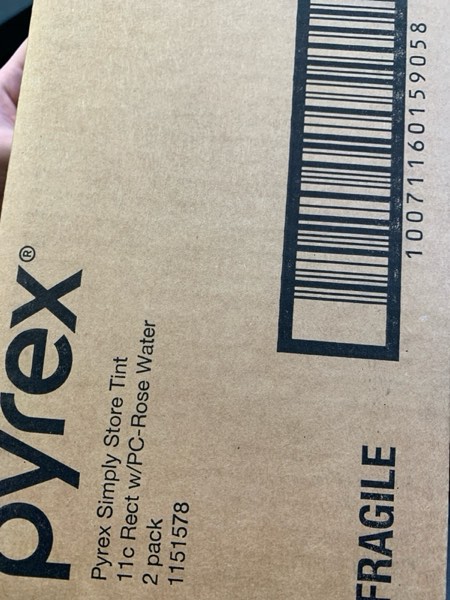 pyrex®
Pyrex Simply Store Tint
11c Rect w/PC-Rose Water
2 pack
1151578
10071160159058
FRAGILE